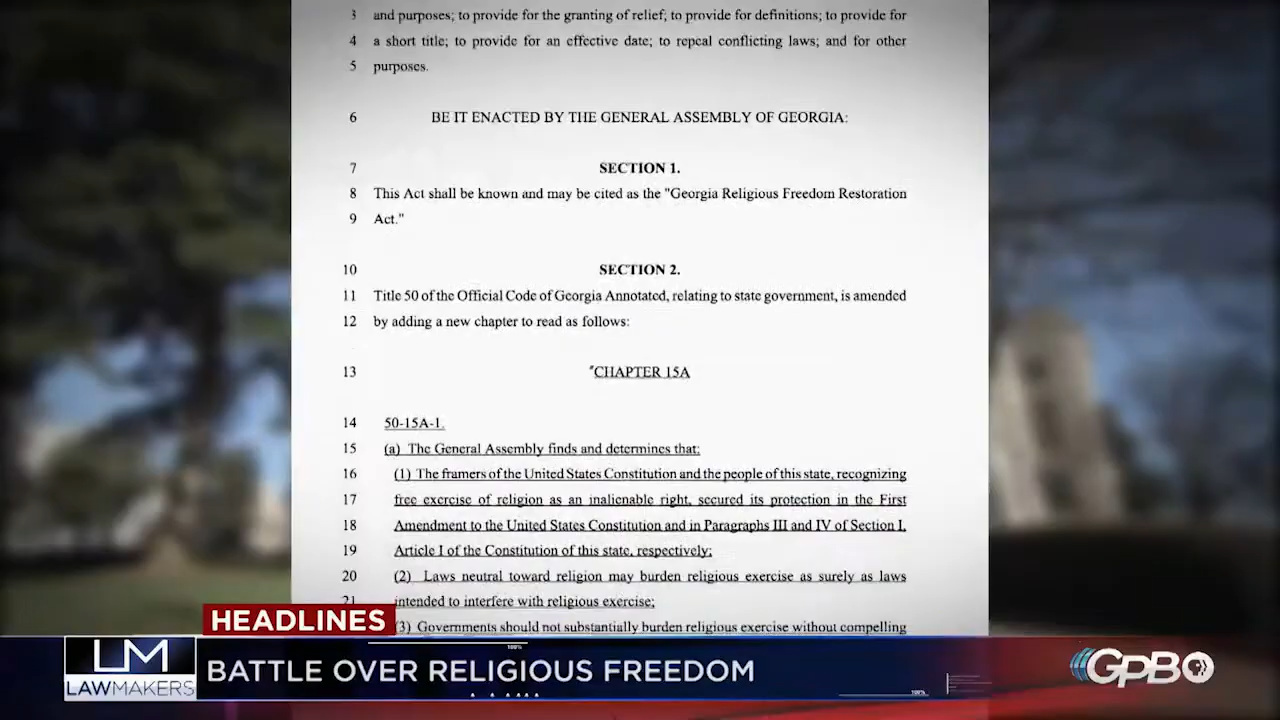 3 and purposes; to provide for the granting of relief; to provide for definitions; to provide for
4 a short title; to provide for an effective date; to repeal conflicting laws; and for other
5 purposes.
6 BE IT ENACTED BY THE GENERAL ASSEMBLY OF GEORGIA:
7 SECTION 1.
8 This Act shall be known and may be cited as the "Georgia Religious Freedom Restoration
9 Act."
10 SECTION 2.
11 Title 50 of the Official Code of Georgia Annotated, relating to state government, is amended
12 by adding a new chapter to read as follows:
13 "CHAPTER 15A
14 50-15A-1.
15 (a) The General Assembly finds and determines that:
16 (1) The framers of the United States Constitution and the people of this state, recognizing
17 free exercise of religion as an inalienable right, secured its protection in the First
18 Amendment to the United States Constitution and in Paragraphs III and IV of Section I,
19 Article I of the Constitution of this state, respectively;
20 (2) Laws neutral toward religion may burden religious exercise as surely as laws
21 intended to interfere with religious exercise;
(3) Governments should not substantially burden religious exercise without compelling
HEADLINES
LM
LAWMAKERS
BATTLE OVER RELIGIOUS FREEDOM
100%
100%
GPB